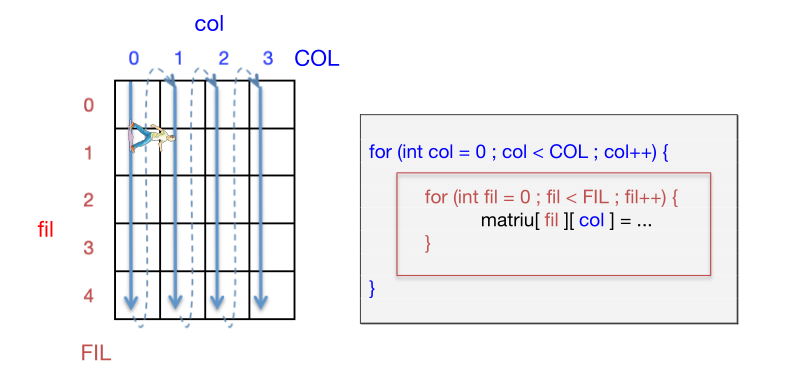 col
0 1 2 3 COL
0
1
2
fil
3
4
FIL
for (int col = 0 ; col < COL ; col++) {
for (int fil = 0 ; fil < FIL ; fil++) {
matriu[ fil ][ col ] = ...
}
}